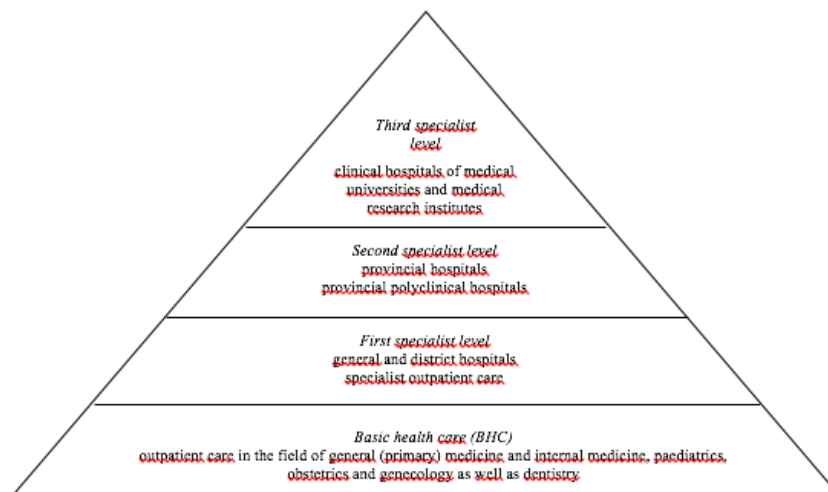 Third specialist
level
clinical hospitals of medical
universities and medical
research institutes
Second specialist level
provincial hospitals
provincial polyclinical hospitals
First specialist level
general and district hospitals
specialist outpatient care
Basic health care (BHC)
outpatient care in the field of general (primary) medicine and internal medicine, paediatrics,
obstetrics and genecology as well as dentistry